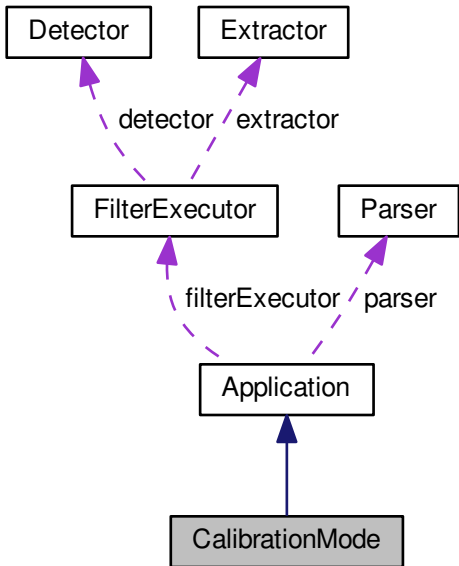 Detector
Extractor
detector
extractor
FilterExecutor
Parser
filterExecutor
parser
Application
CalibrationMode